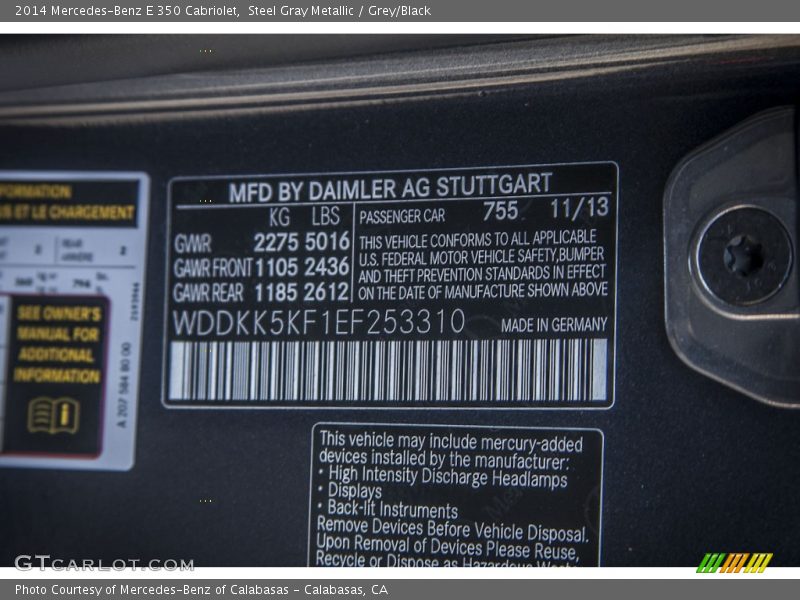 2014 Mercedes-Benz E 350 Cabriolet, Steel Gray Metallic / Grey/Black
MFD BY DAIMLER AG STUTTGART
KG LBS
GVWR 2275 5016
GAWR FRONT 1105 2436
GAWR REAR 1185 2612
PASSENGER CAR 755 11/13
THIS VEHICLE CONFORMS TO ALL APPLICABLE
U.S. FEDERAL MOTOR VEHICLE SAFETY,BUMPER
AND THEFT PREVENTION STANDARDS IN EFFECT
ON THE DATE OF MANUFACTURE SHOWN ABOVE
WDDKK5KF1EF253310 MADE IN GERMANY
ET LE CHARGEMENT
SEE OWNER'S
MANUAL FOR
ADDITIONAL
INFORMATION
A 207 584 80 00
This vehicle may include mercury-added
devices installed by the manufacturer:
· High Intensity Discharge Headlamps
· Displays
· Back-lit Instruments
Remove Devices Before Vehicle Disposal.
Upon Removal of Devices Please Reuse,
Recycle or Dispose as Hazardous
GTCARLOT.COM
Photo Courtesy of Mercedes-Benz of Calabasas - Calabasas, CA